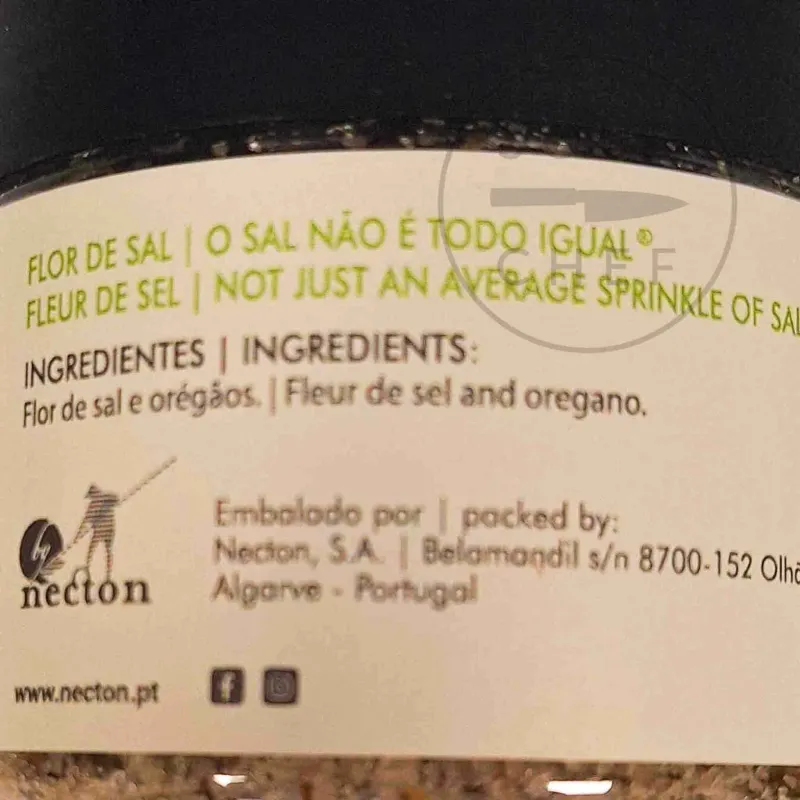 FLOR DE SAL | O SAL NÃO É TODO IGUAL®
FLEUR DE SEL | NOT JUST AN AVERAGE SPRINKLE OF SAL
CHEF
INGREDIENTES | INGREDIENTS:
Flor de sal e orégãos. | Fleur de sel and oregano.
Embalado por | packed by:
Necton, S.A. | Belamandil s/n 8700-152 Olhã
Algarve - Portugal
necton
www.necton.pt